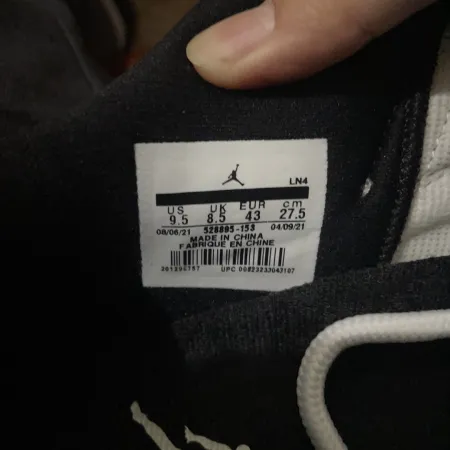 LN4
US UK EUR cm
9.5 8.5 43 27.5
08/06/21 528895-153 04/09/21
MADE IN CHINA
FABRIQUE EN CHINE